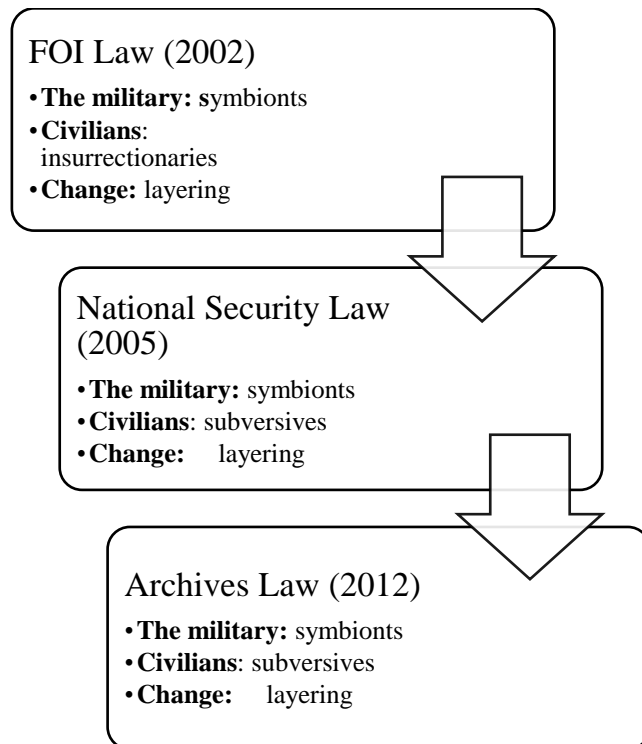 FOI Law (2002)
•The military: symbionts
•Civilians:
insurrectionaries
•Change: layering
National Security Law
(2005)
•The military: symbionts
•Civilians: subversives
•Change: layering
Archives Law (2012)
•The military: symbionts
•Civilians: subversives
•Change: layering